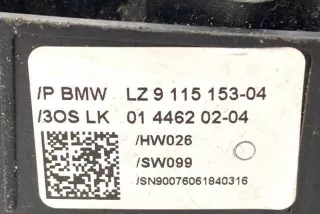 /P BMW LZ 9 115 153-04
/3OS LK 01 4462 02-04
/HW026
/SW099
/SN90076061840316